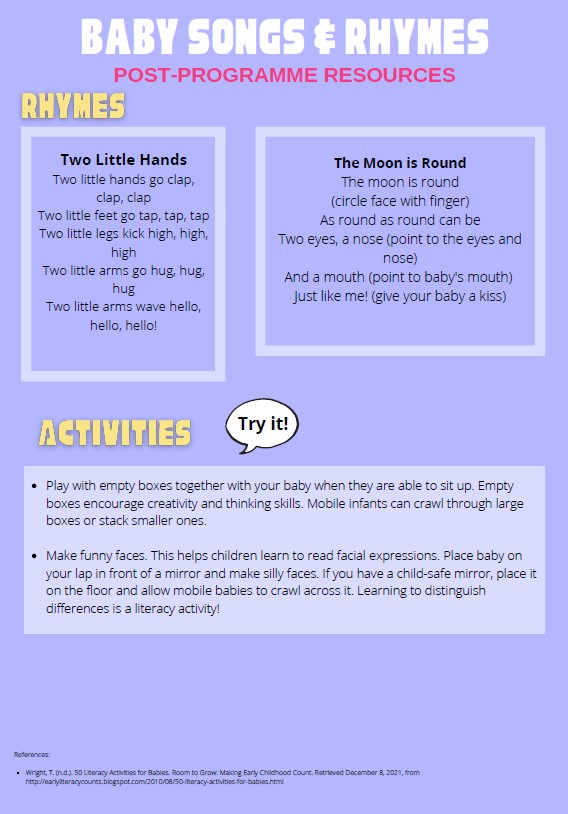 BABY SONGS & RHYMES
POST-PROGRAMME RESOURCES
RHYMES
Two Little Hands
Two little hands go clap,
clap, clap
Two little feet go tap, tap, tap
Two little legs kick high, high,
high
Two little arms go hug, hug,
hug
Two little arms wave hello,
hello, hello!
The Moon is Round
The moon is round
(circle face with finger)
As round as round can be
Two eyes, a nose (point to the eyes and
nose)
And a mouth (point to baby's mouth)
Just like me! (give your baby a kiss)
ACTIVITIES
Try it!
• Play with empty boxes together with your baby when they are able to sit up. Empty
boxes encourage creativity and thinking skills. Mobile infants can crawl through large
boxes or stack smaller ones.
• Make funny faces. This helps children learn to read facial expressions. Place baby on
your lap in front of a mirror and make silly faces. If you have a child-safe mirror, place it
on the floor and allow mobile babies to crawl across it. Learning to distinguish
differences is a literacy activity!
References:
• Wright, T. (n.d.). 50 Literacy Activities for Babies. Room to Grow: Making Early Childhood Count. Retrieved December 8, 2021, from
http://earlyliteracycounts.blogspot.com/2010/08/50-literacy-activities-for-babies.html